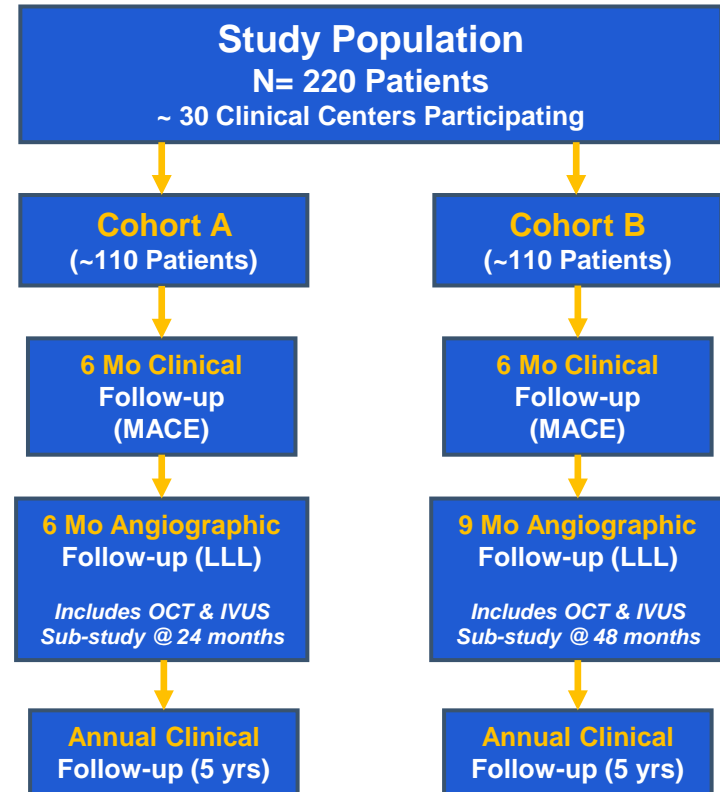 Study Population
N= 220 Patients
~ 30 Clinical Centers Participating
Cohort A
(~110 Patients)
Cohort B
(~110 Patients)
6 Mo Clinical
Follow-up
(MACE)
6 Mo Clinical
Follow-up
(MACE)
6 Mo Angiographic
Follow-up (LLL)
Includes OCT & IVUS
Sub-study @ 24 months
9 Mo Angiographic
Follow-up (LLL)
Includes OCT & IVUS
Sub-study @ 48 months
Annual Clinical
Follow-up (5 yrs)
Annual Clinical
Follow-up (5 yrs)